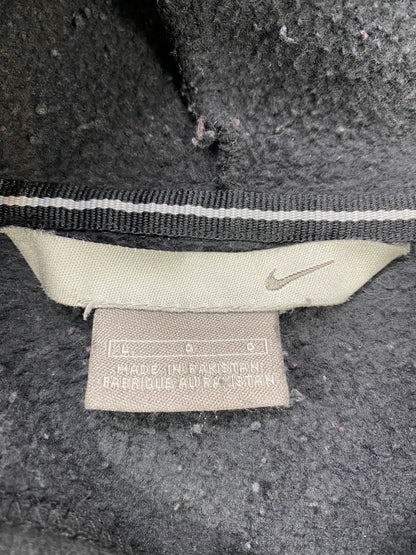 L G G
MADE IN PAKISTAN
FABRIQUE AU PAKISTAN